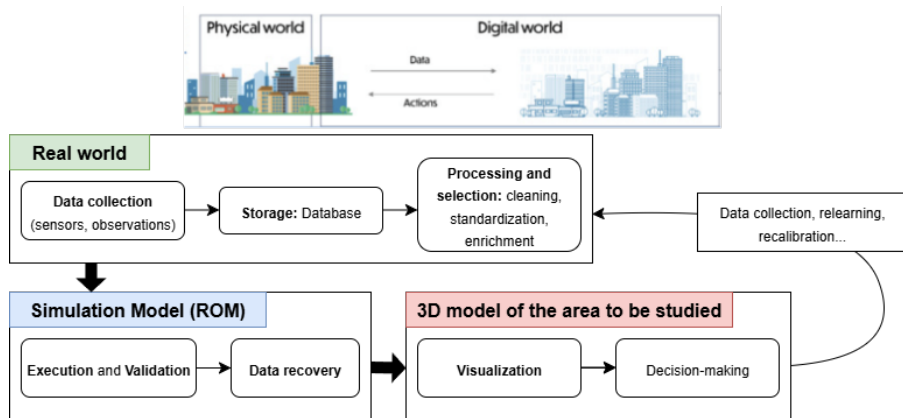 Physical world
Digital world
Data
Actions
Real world
Data collection
(sensors, observations)
Storage: Database
Processing and
selection: cleaning,
standardization,
enrichment
Data collection, relearning,
recalibration...
Simulation Model (ROM)
Execution and Validation
Data recovery
3D model of the area to be studied
Visualization
Decision-making